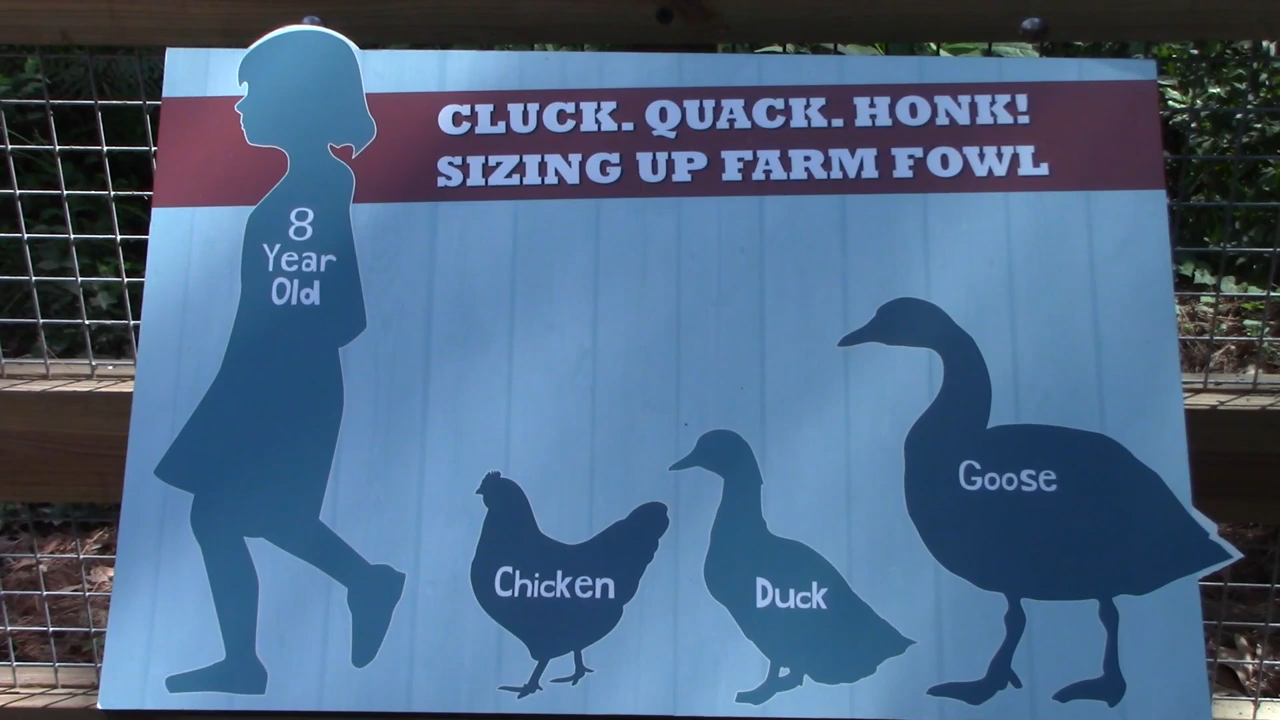 CLUCK. QUACK. HONK!
SIZING UP FARM FOWL
8
Year
Old
Chicken
Duck
Goose